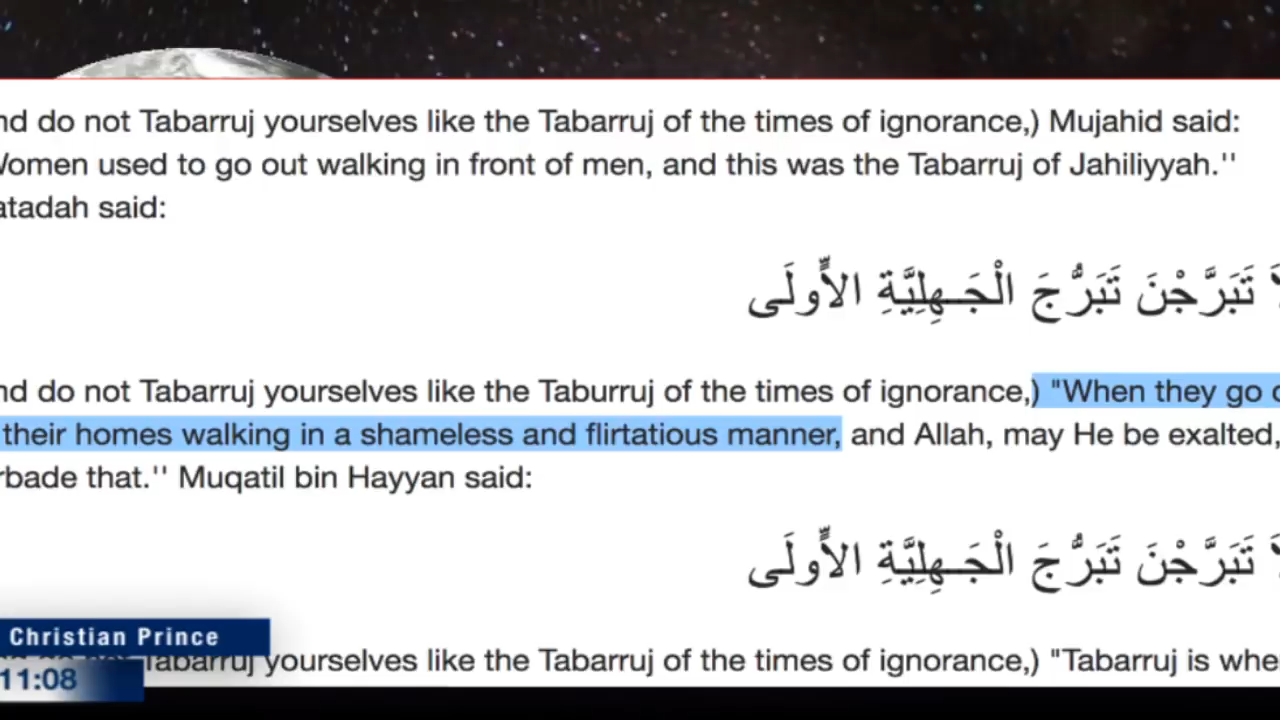 nd do not Tabarruj yourselves like the Tabarruj of the times of ignorance,) Mujahid said:
Women used to go out walking in front of men, and this was the Tabarruj of Jahiliyyah.''
atadah said:
لاَ تَبَرَّجْنَ تَبَرُّجَ الْجَـهِلِيَّةِ الاٍّولَى
nd do not Tabarruj yourselves like the Taburruj of the times of ignorance,) "When they go o
their homes walking in a shameless and flirtatious manner, and Allah, may He be exalted,
rbade that.'' Muqatil bin Hayyan said:
لاَ تَبَرَّجْنَ تَبَرُّجَ الْجَـهِلِيَّةِ الاٍّولَى
Tabarruj yourselves like the Tabarruj of the times of ignorance,) "Tabarruj is whe
Christian Prince
11:08